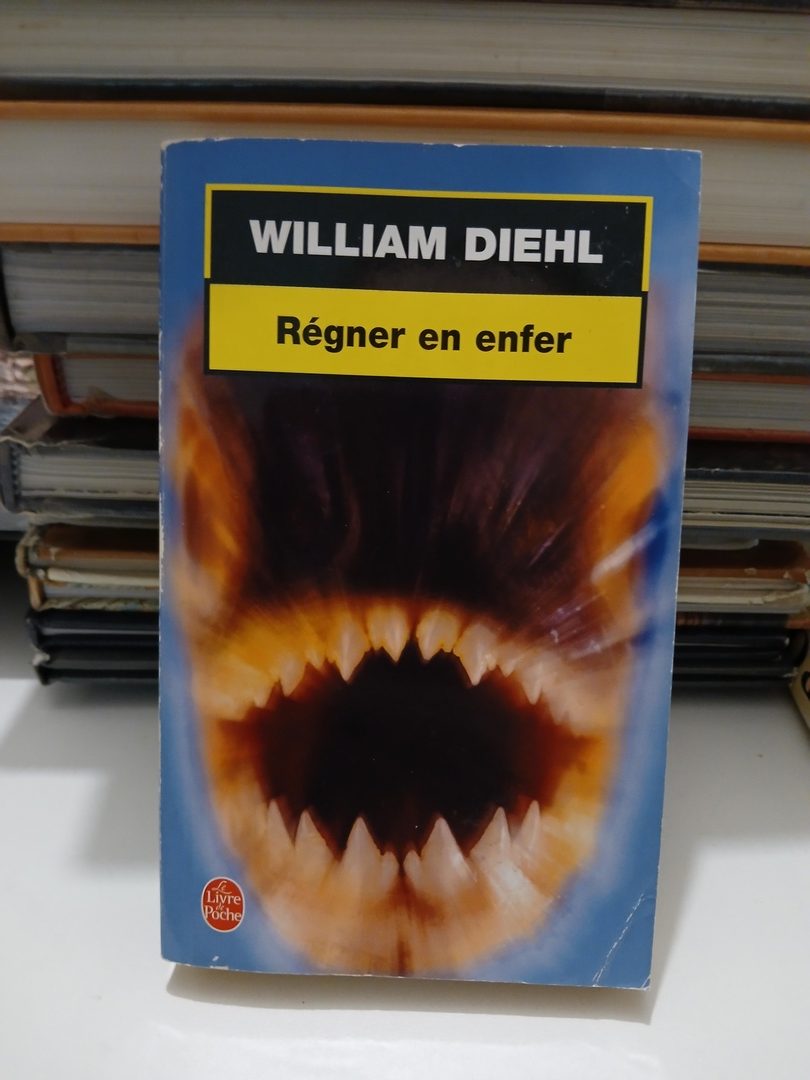 WILLIAM DIEHL
Régner en enfer
Le
Livre
de
Poche